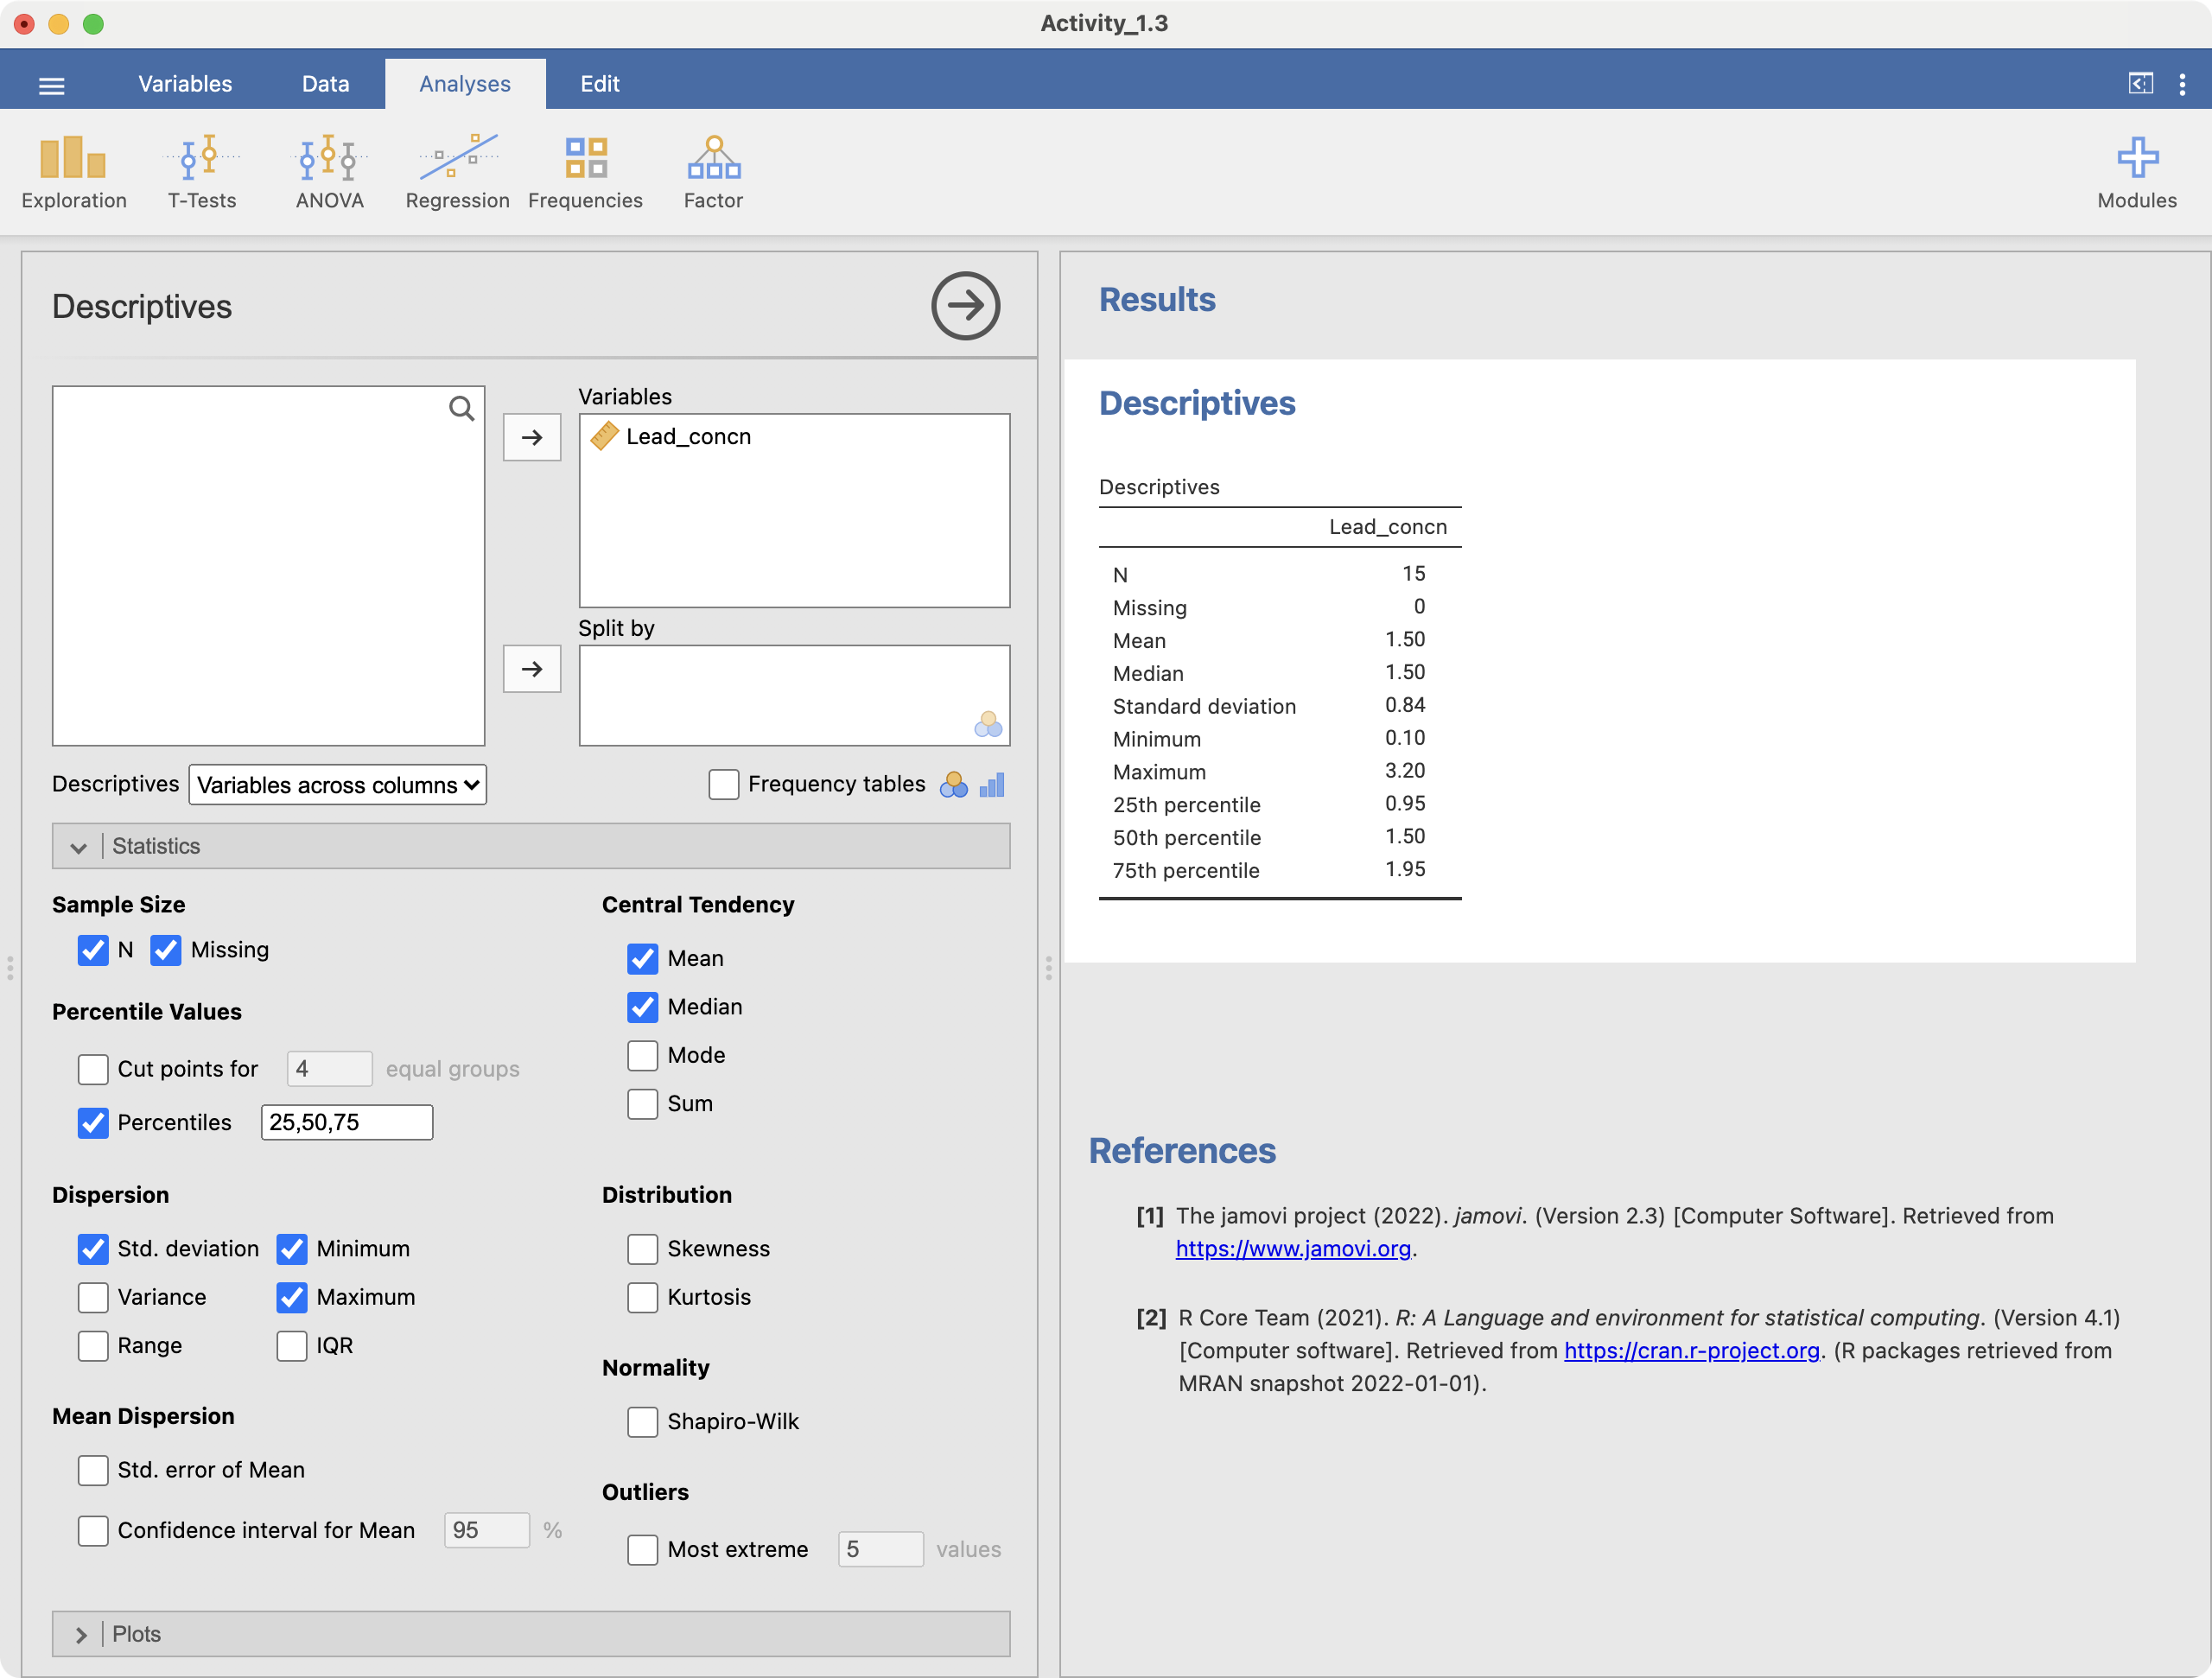 Activity_1.3
Variables Data Analyses Edit
Exploration T-Tests ANOVA Regression Frequencies Factor Modules
Descriptives
Variables
Lead_concn
Split by
Descriptives Variables across columns Frequency tables
Statistics
Sample Size
N Missing
Percentile Values
Cut points for 4 equal groups
Percentiles 25,50,75
Central Tendency
Mean
Median
Mode
Sum
Dispersion
Std. deviation Minimum
Variance Maximum
Range IQR
Distribution
Skewness
Kurtosis
Mean Dispersion
Std. error of Mean
Confidence interval for Mean 95 %
Normality
Shapiro-Wilk
Outliers
Most extreme 5 values
Plots
Results
Descriptives
Descriptives
Lead_concn
N 15
Missing 0
Mean 1.50
Median 1.50
Standard deviation 0.84
Minimum 0.10
Maximum 3.20
25th percentile 0.95
50th percentile 1.50
75th percentile 1.95
References
[1] The jamovi project (2022). jamovi. (Version 2.3) [Computer Software]. Retrieved from
https://www.jamovi.org.
[2] R Core Team (2021). R: A Language and environment for statistical computing. (Version 4.1)
[Computer software]. Retrieved from https://cran.r-project.org. (R packages retrieved from
MRAN snapshot 2022-01-01).